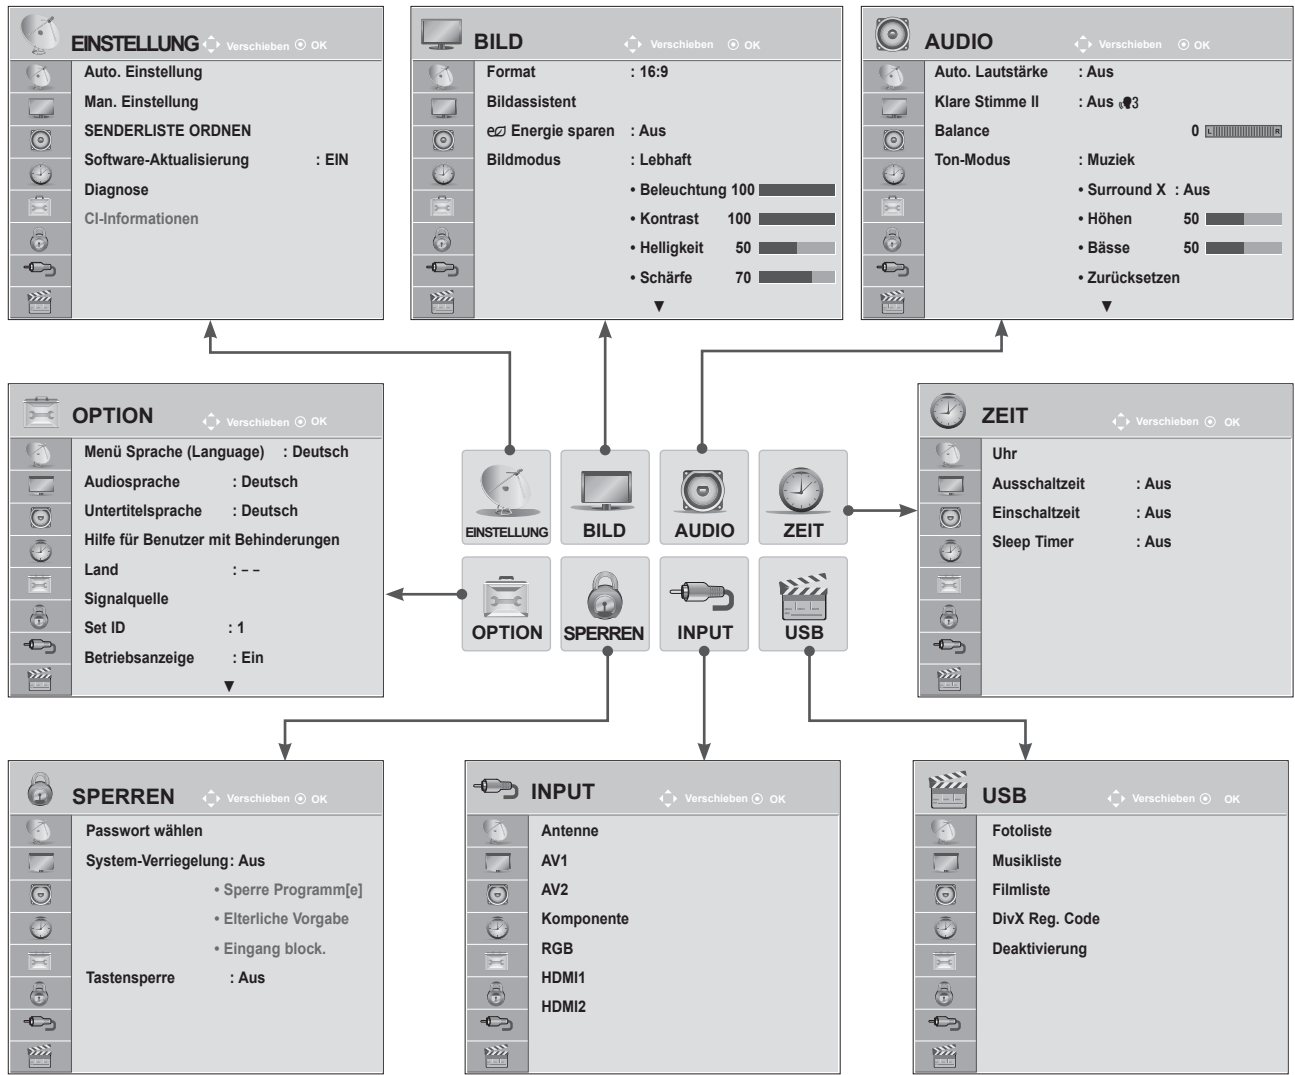 EINSTELLUNG Verschieben OK
Auto. Einstellung
Man. Einstellung
SENDERLISTE ORDNEN
Software-Aktualisierung : EIN
Diagnose
CI-Informationen
BILD Verschieben OK
Format : 16:9
Bildassistent
Energie sparen : Aus
Bildmodus : Lebhaft
• Beleuchtung 100
• Kontrast 100
• Helligkeit 50
• Schärfe 70
▼
AUDIO Verschieben OK
Auto. Lautstärke : Aus
Klare Stimme II : Aus 3
Balance 0 L R
Ton-Modus : Muziek
• Surround X : Aus
• Höhen 50
• Bässe 50
• Zurücksetzen
▼
OPTION Verschieben OK
Menü Sprache (Language) : Deutsch
Audiosprache : Deutsch
Untertitelsprache : Deutsch
Hilfe für Benutzer mit Behinderungen
Land : – –
Signalquelle
Set ID : 1
Betriebsanzeige : Ein
▼
EINSTELLUNG
BILD
AUDIO
ZEIT
OPTION
SPERREN
INPUT
USB
ZEIT Verschieben OK
Uhr
Ausschaltzeit : Aus
Einschaltzeit : Aus
Sleep Timer : Aus
SPERREN Verschieben OK
Passwort wählen
System-Verriegelung : Aus
• Sperre Programm[e]
• Elterliche Vorgabe
• Eingang block.
Tastensperre : Aus
INPUT Verschieben OK
Antenne
AV1
AV2
Komponente
RGB
HDMI1
HDMI2
USB Verschieben OK
Fotoliste
Musikliste
Filmliste
DivX Reg. Code
Deaktivierung